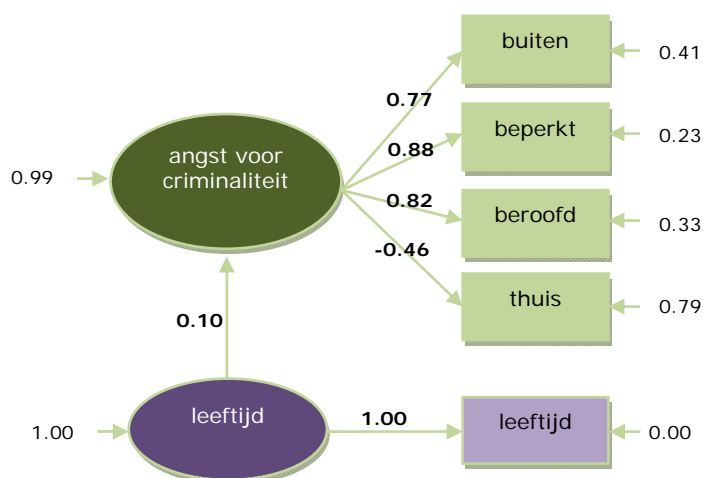 buiten
0.41
0.77
beperkt
0.23
0.88
angst voor
criminaliteit
0.99
0.82
beroofd
0.33
-0.46
thuis
0.79
0.10
leeftijd
1.00
1.00
leeftijd
0.00